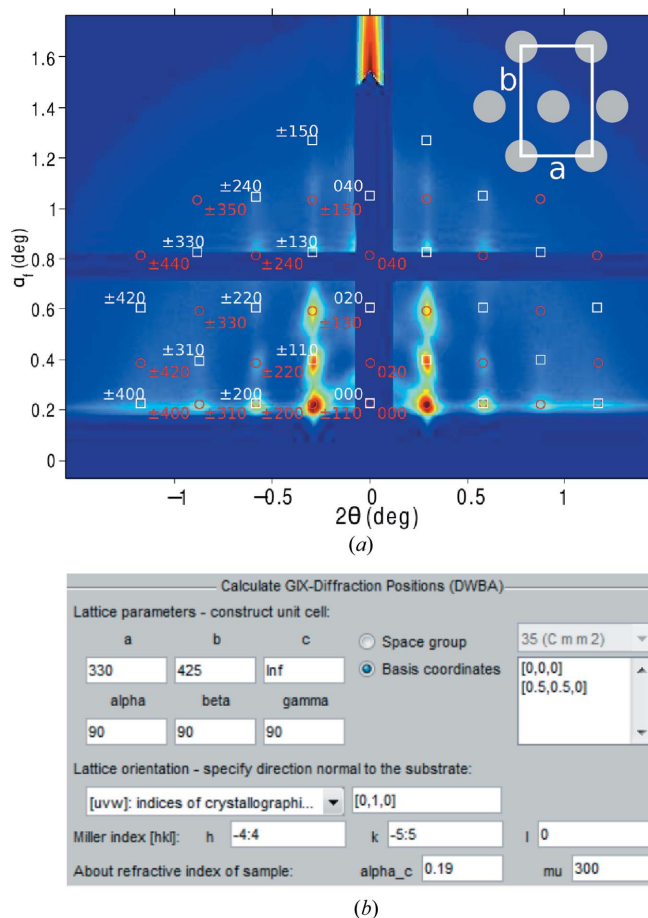 1.6
1.4
1.2
1
0.8
0.6
0.4
0.2
0
α_f (deg)
±150
±240 040
±350 ±150
±330 ±130
±440 ±240 040
±420 ±220 020
±330 ±130
±310 ±110
±420 ±220 020
±400 ±200 000
±400 ±310 ±200 ±110 000
b
a
−1 −0.5 0 0.5 1
2θ (deg)
(a)
Calculate GIX-Diffraction Positions (DWBA)
Lattice parameters - construct unit cell:
a b c Space group 35 (C m m 2)
330 425 Inf Basis coordinates [0,0,0]
[0.5,0.5,0]
alpha beta gamma
90 90 90
Lattice orientation - specify direction normal to the substrate:
[uvw]: indices of crystallographi... [0,1,0]
Miller index [hkl]: h -4:4 k -5:5 l 0
About refractive index of sample: alpha_c 0.19 mu 300
(b)